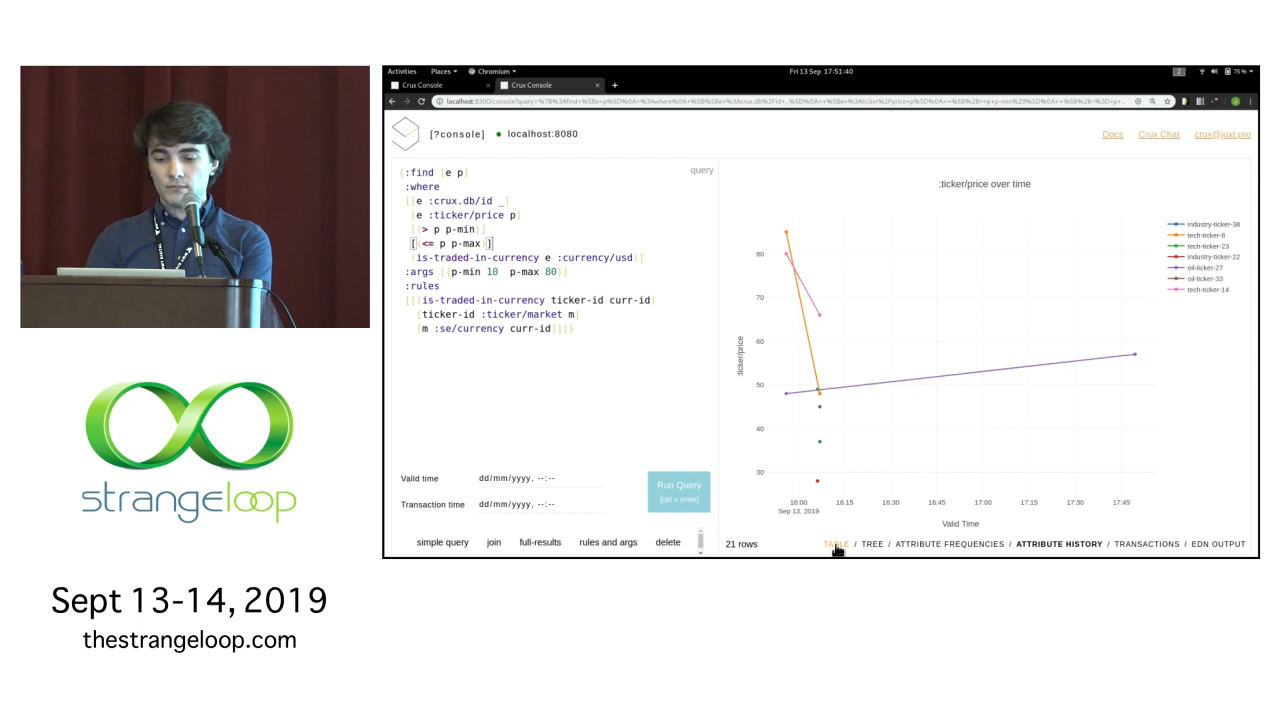 Activities Places Chromium Fri 13 Sep 17:51:40 2 75 %
Crux Console × Crux Console × +
[?console] localhost:8080 Docs Crux Chat crux@juxt.pro
query
{:find [e p]
:where
[[e :crux.db/id _]
[e :ticker/price p]
[(> p p-min)]
[(<= p p-max)]
(is-traded-in-currency e :currency/usd)]
:args [{p-min 10 p-max 80}]
:rules
[[(is-traded-in-currency ticker-id curr-id)
[ticker-id :ticker/market m]
[m :se/currency curr-id]]]}
Valid time dd/mm/yyyy, --:--
Transaction time dd/mm/yyyy, --:--
Run Query
[ctrl + enter]
simple query join full-results rules and args delete
:ticker/price over time
industry-ticker-38
tech-ticker-8
tech-ticker-23
industry-ticker-22
oil-ticker-27
oil-ticker-33
tech-ticker-14
:ticker/price
80
70
60
50
40
30
16:00 16:15 16:30 16:45 17:00 17:15 17:30 17:45
Sep 13, 2019
Valid Time
21 rows TABLE / TREE / ATTRIBUTE FREQUENCIES / ATTRIBUTE HISTORY / TRANSACTIONS / EDN OUTPUT
strangeloop
Sept 13-14, 2019
thestrangeloop.com